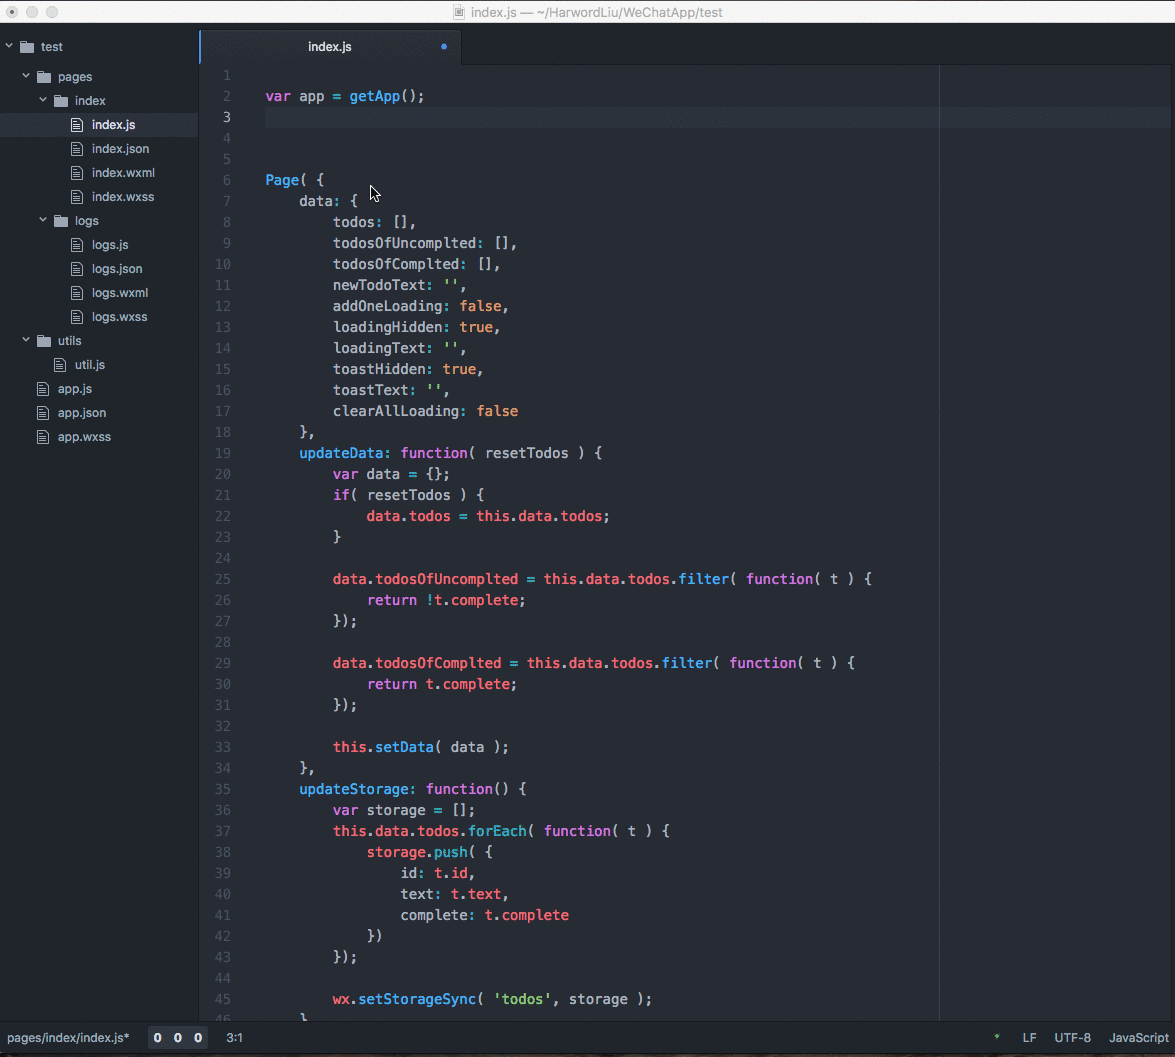 index.js — ~/HarwordLiu/WeChatApp/test
test
pages
index
index.js
index.json
index.wxml
index.wxss
logs
logs.js
logs.json
logs.wxml
logs.wxss
utils
util.js
app.js
app.json
app.wxss
index.js
1
2 var app = getApp();
3
4
5
6 Page( {
7     data: {
8         todos: [],
9         todosOfUncomplted: [],
10         todosOfComplted: [],
11         newTodoText: '',
12         addOneLoading: false,
13         loadingHidden: true,
14         loadingText: '',
15         toastHidden: true,
16         toastText: '',
17         clearAllLoading: false
18     },
19     updateData: function( resetTodos ) {
20         var data = {};
21         if( resetTodos ) {
22             data.todos = this.data.todos;
23         }
24
25         data.todosOfUncomplted = this.data.todos.filter( function( t ) {
26             return !t.complete;
27         });
28
29         data.todosOfComplted = this.data.todos.filter( function( t ) {
30             return t.complete;
31         });
32
33         this.setData( data );
34     },
35     updateStorage: function() {
36         var storage = [];
37         this.data.todos.forEach( function( t ) {
38             storage.push( {
39                 id: t.id,
40                 text: t.text,
41                 complete: t.complete
42             })
43         });
44
45         wx.setStorageSync( 'todos', storage );
46     }
pages/index/index.js* 0 0 0 3:1 LF UTF-8 JavaScript